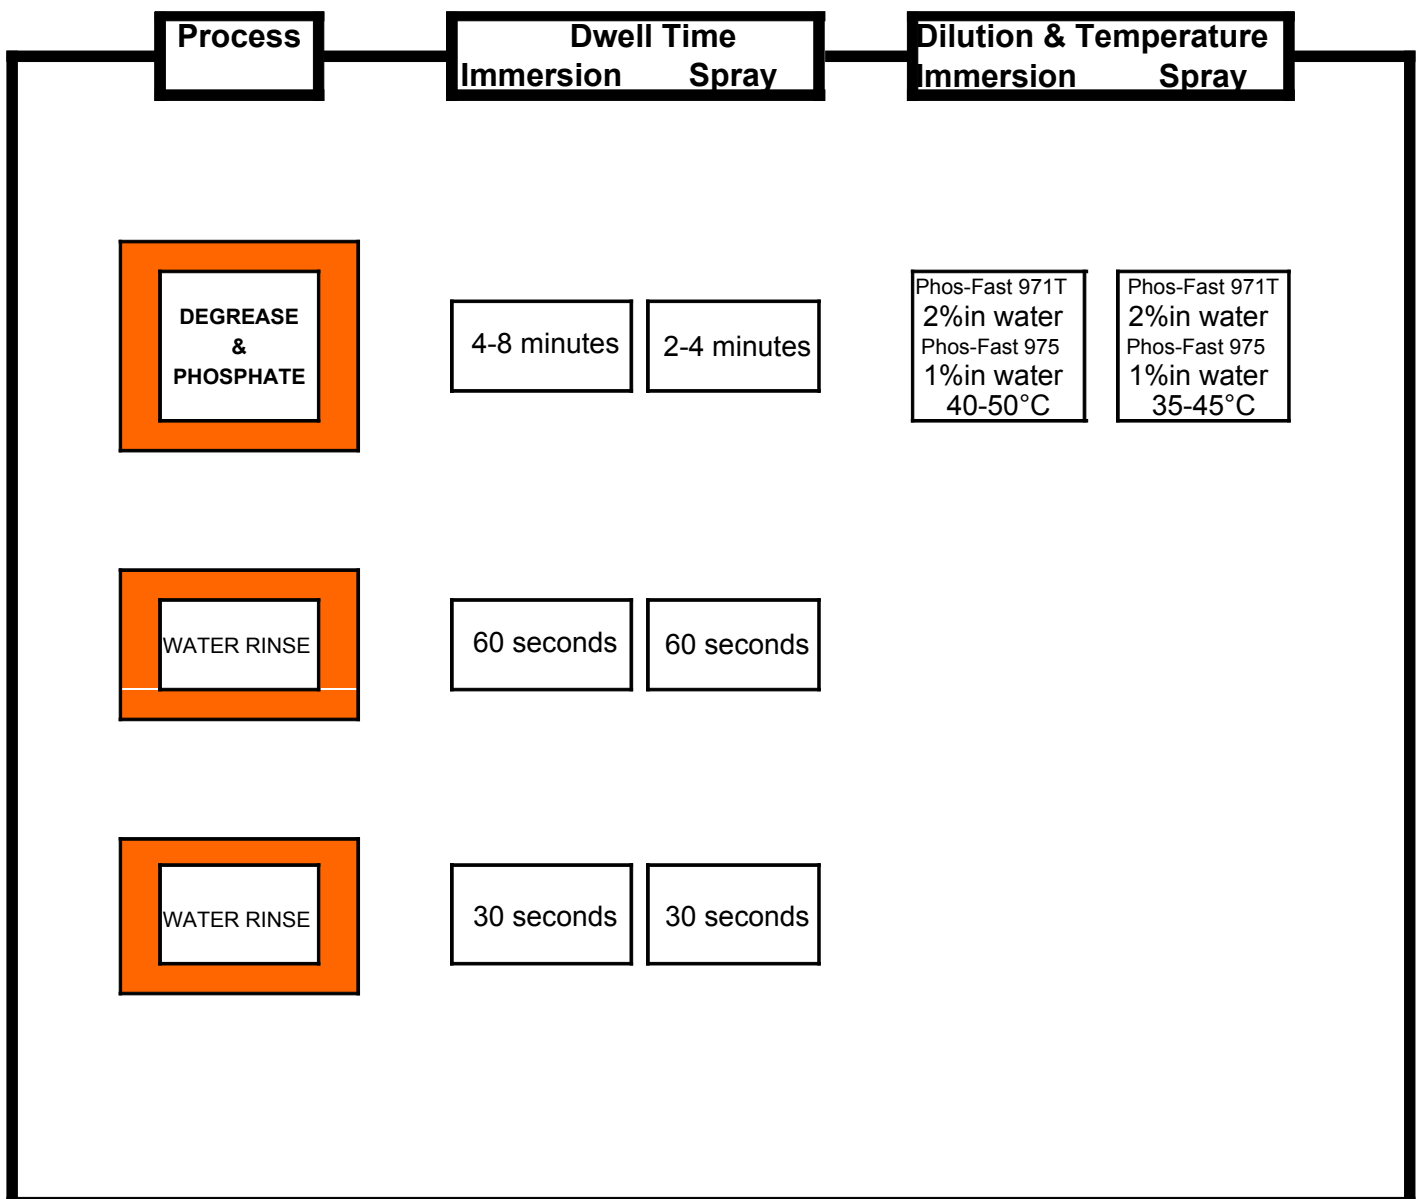 Process
Dwell Time
Immersion Spray
Dilution & Temperature
Immersion Spray
DEGREASE
&
PHOSPHATE
4-8 minutes
2-4 minutes
Phos-Fast 971T
2%in water
Phos-Fast 975
1%in water
40-50°C
Phos-Fast 971T
2%in water
Phos-Fast 975
1%in water
35-45°C
WATER RINSE
60 seconds
60 seconds
WATER RINSE
30 seconds
30 seconds